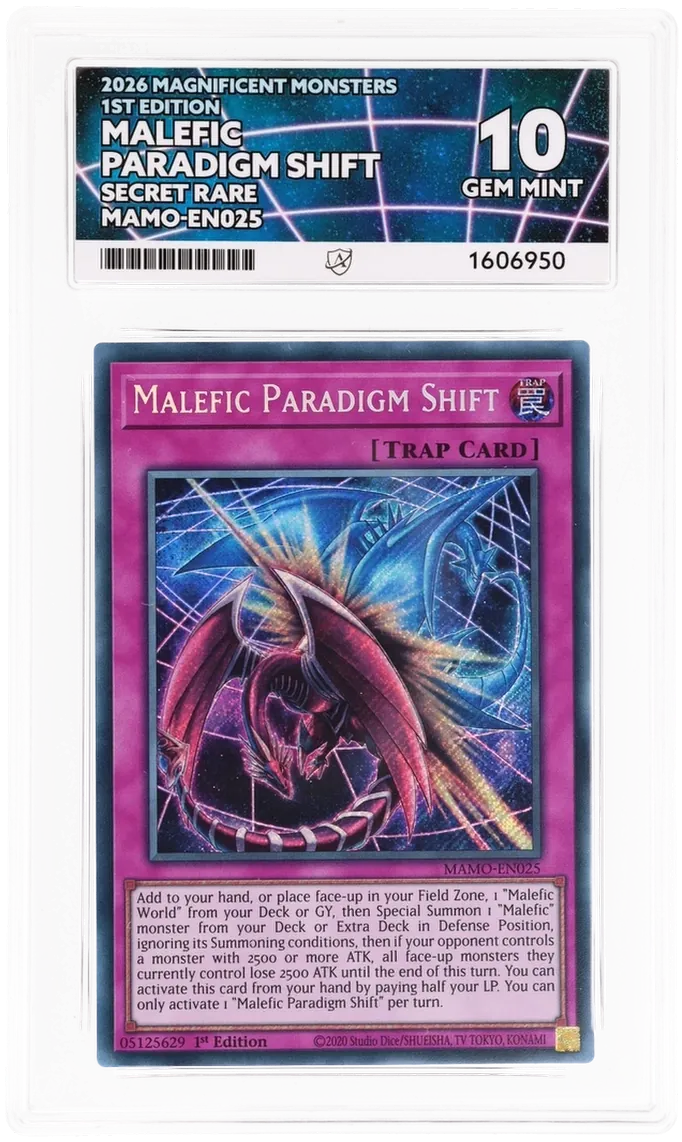 2026 MAGNIFICENT MONSTERS
1ST EDITION
MALEFIC
PARADIGM SHIFT
SECRET RARE
MAMO-EN025
10
GEM MINT
1606950
MALEFIC PARADIGM SHIFT
TRAP
罠
[TRAP CARD]
MAMO-EN025
Add to your hand, or place face-up in your Field Zone, 1 "Malefic
World" from your Deck or GY, then Special Summon 1 "Malefic"
monster from your Deck or Extra Deck in Defense Position,
ignoring its Summoning conditions, then if your opponent controls
a monster with 2500 or more ATK, all face-up monsters they
currently control lose 2500 ATK until the end of this turn. You can
activate this card from your hand by paying half your LP. You can
only activate 1 "Malefic Paradigm Shift" per turn.
05125629 1st Edition ©2020 Studio Dice/SHUEISHA, TV TOKYO, KONAMI